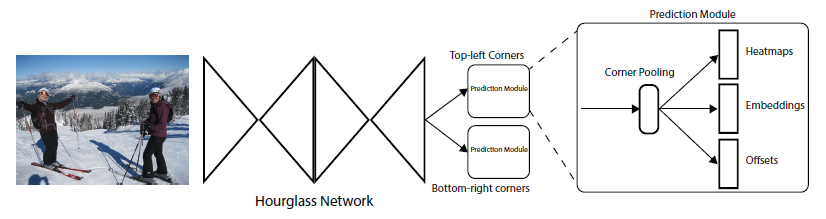 Prediction Module
Top-left Corners
Prediction Module
Corner Pooling
Heatmaps
Embeddings
Offsets
Prediction Module
Bottom-right corners
Hourglass Network